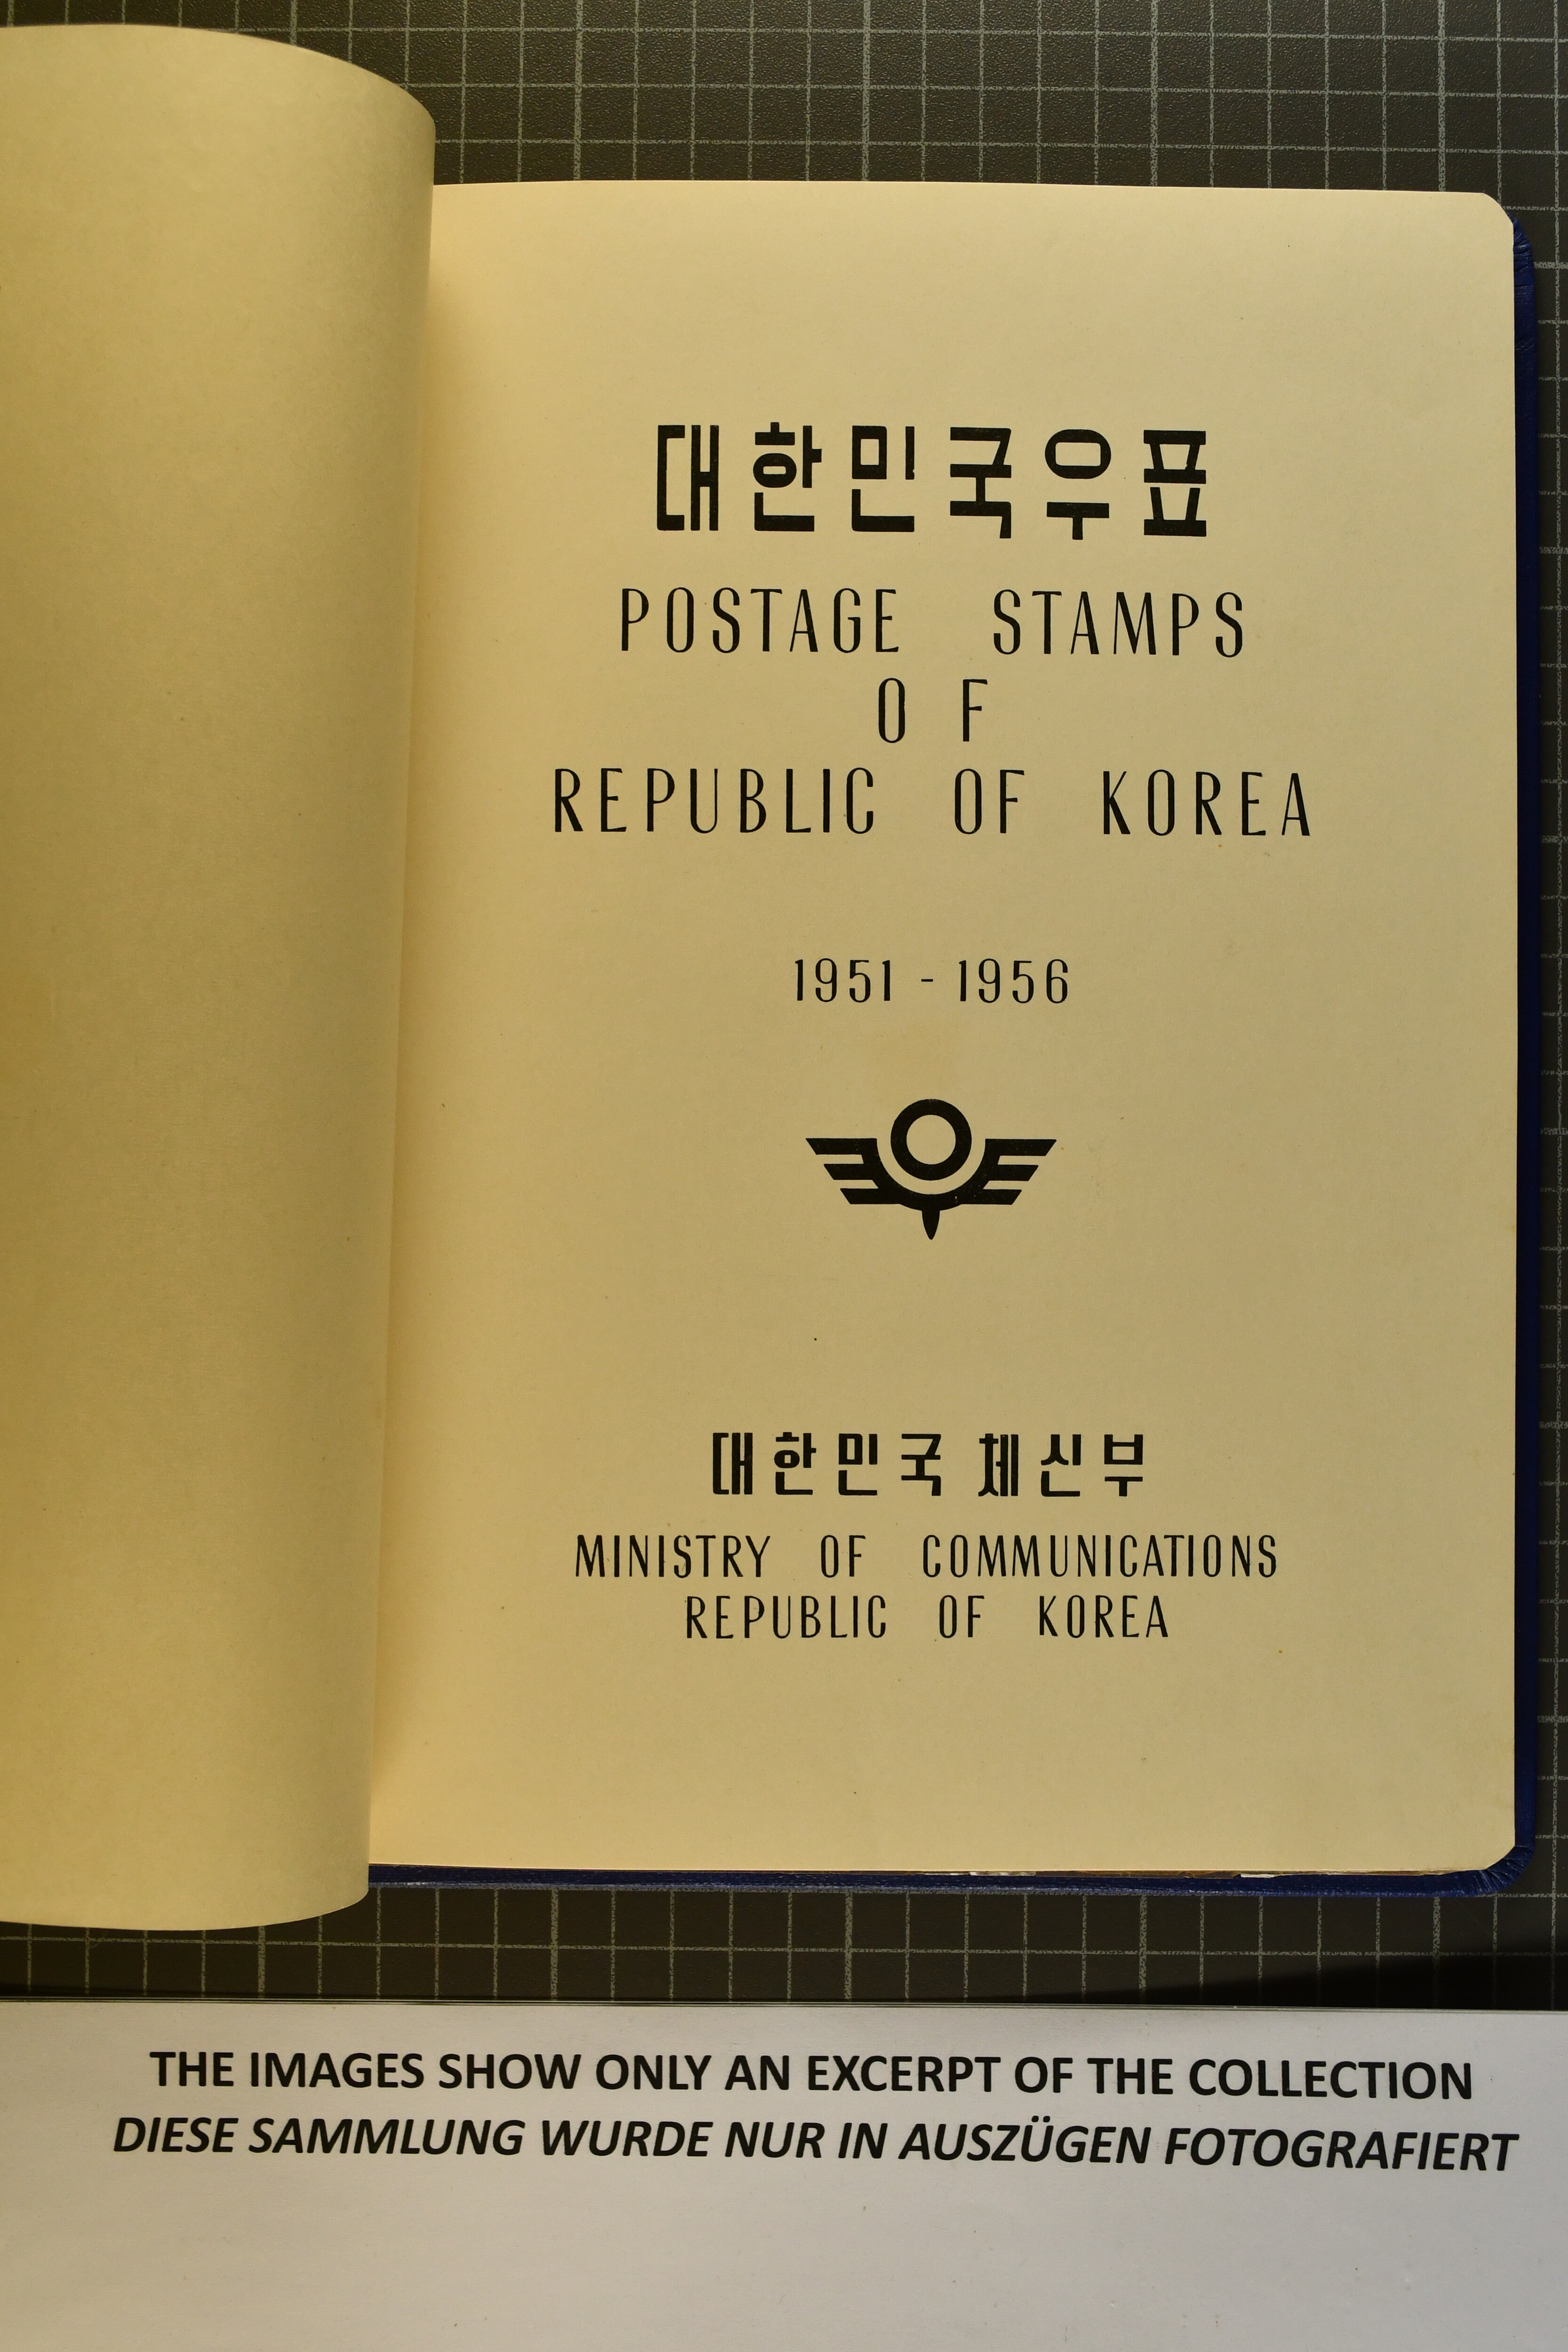 대한민국우표
POSTAGE STAMPS
OF
REPUBLIC OF KOREA
1951 - 1956
대한민국 체신부
MINISTRY OF COMMUNICATIONS
REPUBLIC OF KOREA
THE IMAGES SHOW ONLY AN EXCERPT OF THE COLLECTION
DIESE SAMMLUNG WURDE NUR IN AUSZÜGEN FOTOGRAFIERT